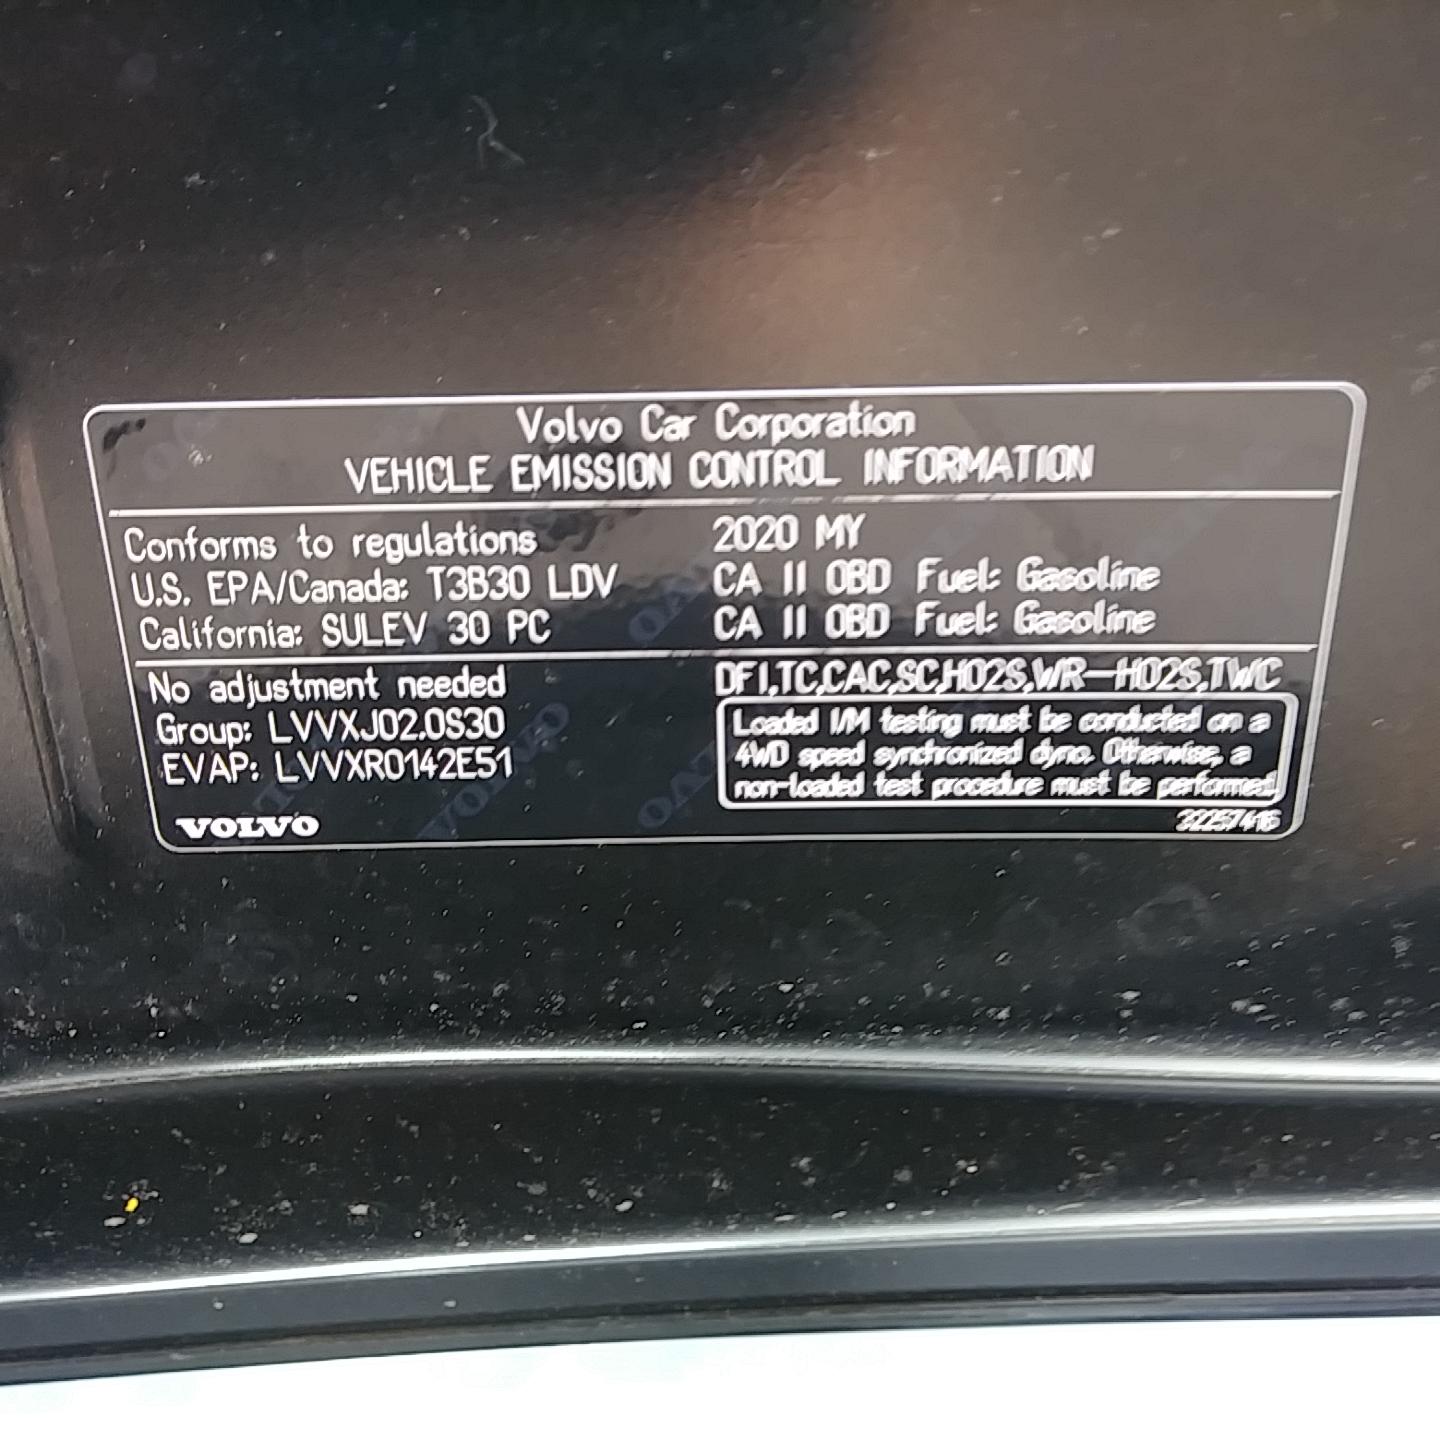 Volvo Car Corporation
VEHICLE EMISSION CONTROL INFORMATION
Conforms to regulations 2020 MY
U.S. EPA/Canada: T3B30 LDV CA II OBD Fuel: Gasoline
California: SULEV 30 PC CA II OBD Fuel: Gasoline
No adjustment needed DFI,TC,CAC,SC,HO2S,WR-HO2S,TWC
Group: LVVXJ02.0S30
EVAP: LVVXR0142E51
Loaded I/M testing must be conducted on a
4WD speed synchronized dyno. Otherwise, a
non-loaded test procedure must be performed.
VOLVO 32257416